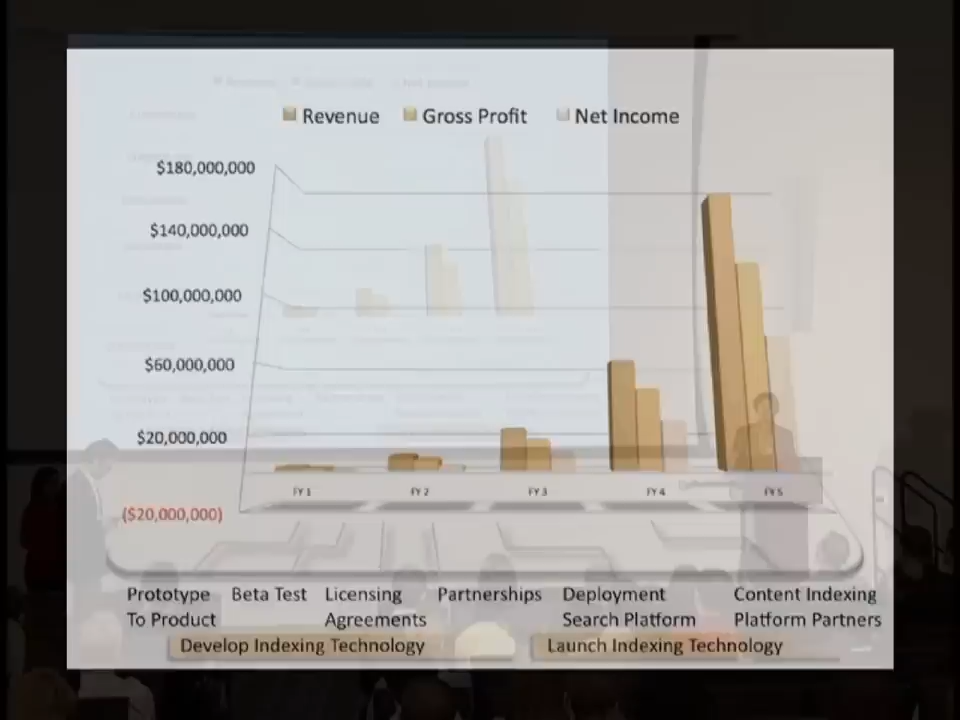 Revenue Gross Profit Net Income
$180,000,000
$140,000,000
$100,000,000
$60,000,000
$20,000,000
($20,000,000)
FY 1 FY 2 FY 3 FY 4 FY 5
Prototype To Product
Beta Test
Licensing Agreements
Partnerships
Deployment Search Platform
Content Indexing Platform Partners
Develop Indexing Technology
Launch Indexing Technology